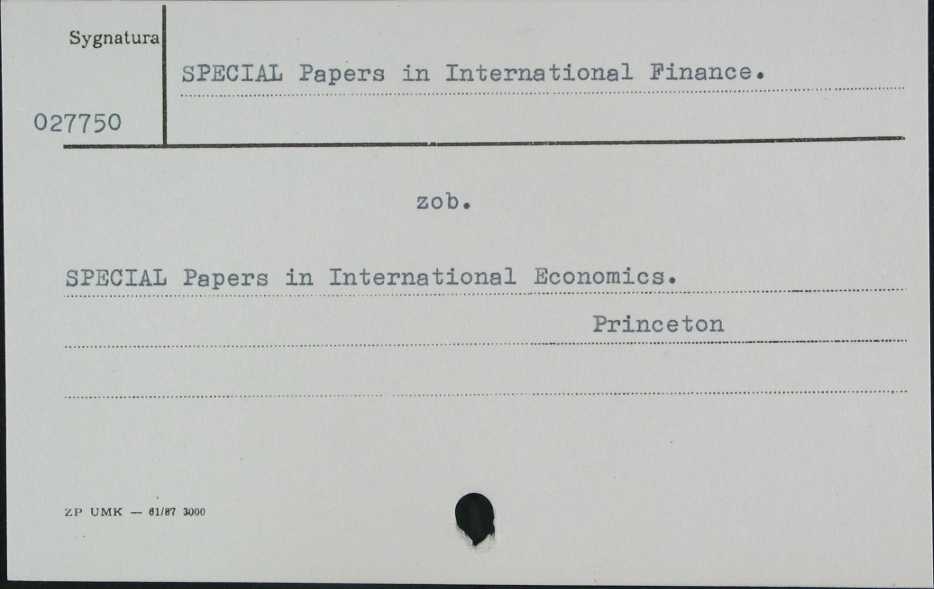 Sygnatura
SPECIAL Papers in International Finance.
027750
zob.
SPECIAL Papers in International Economics.
Princeton
ZP UMK — 61/87 3000